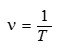 ν = 1/T